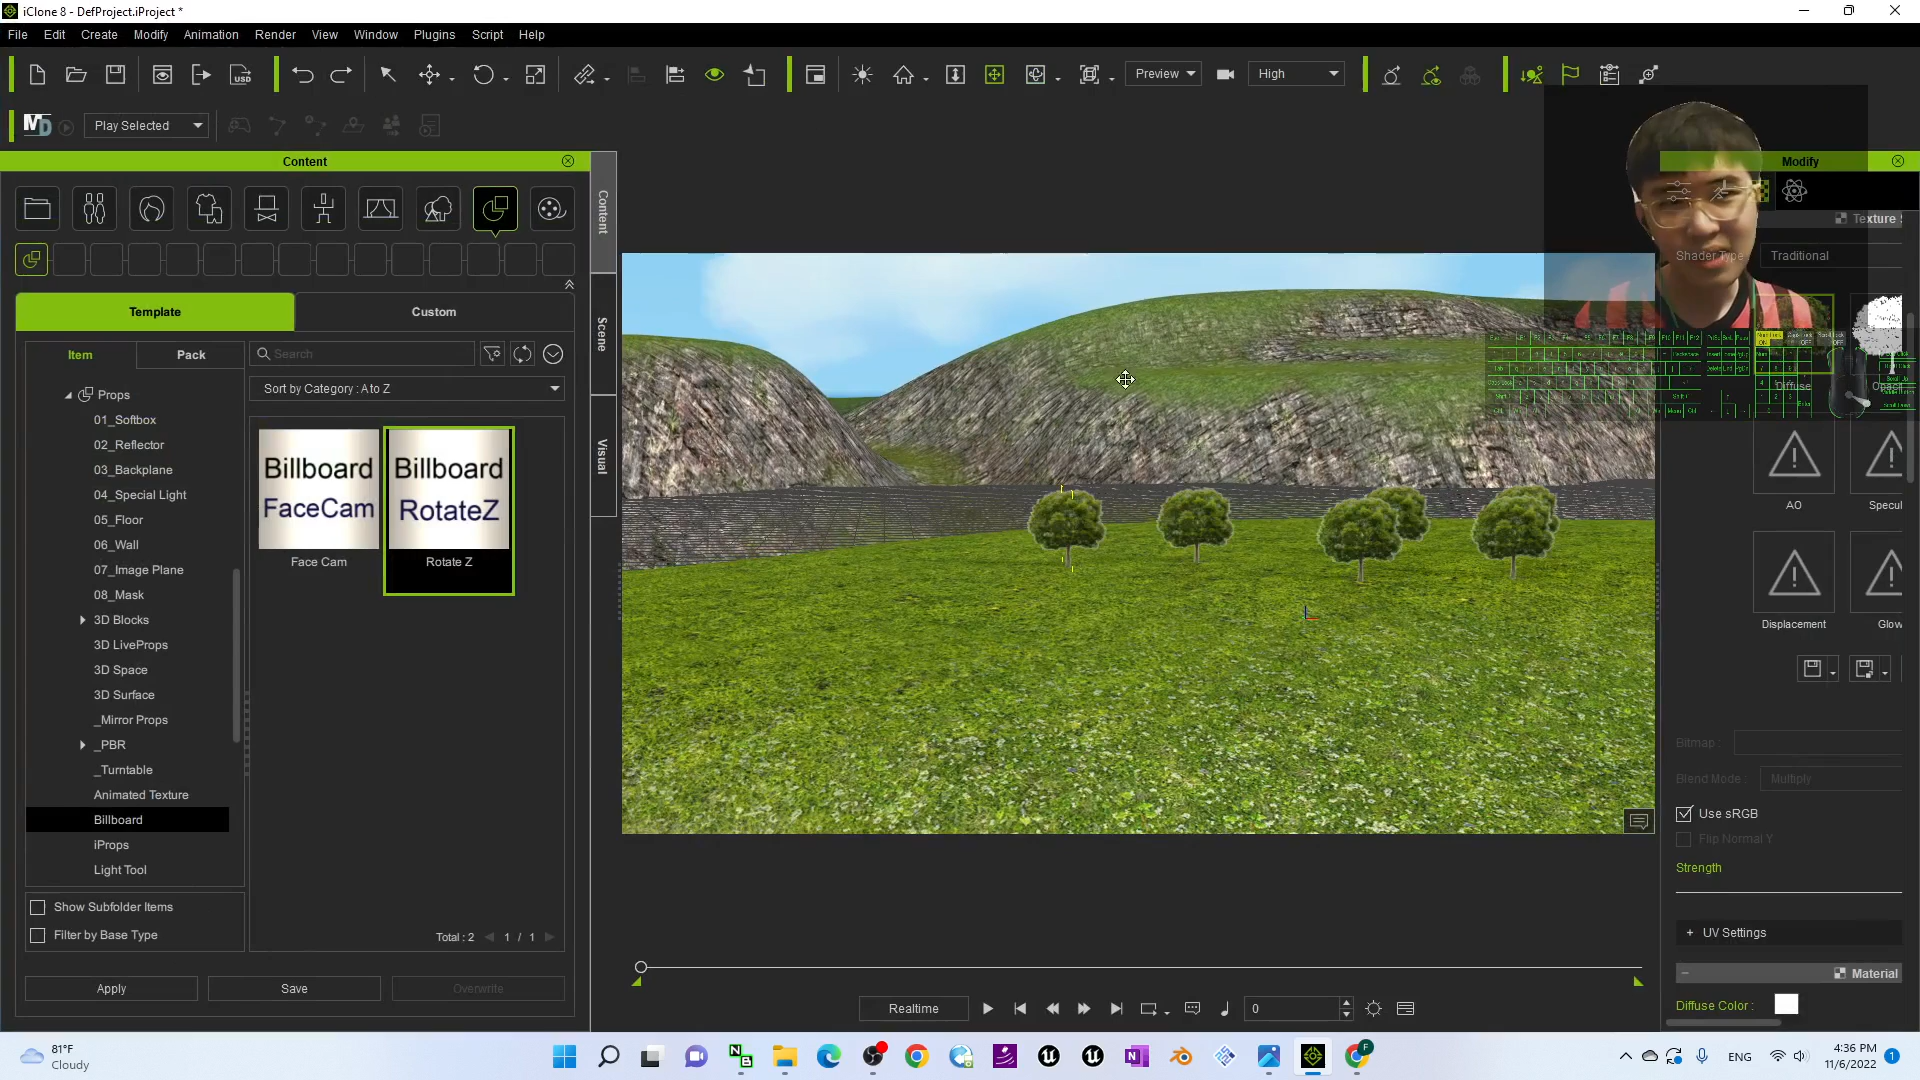 iClone 8 - DefProject.iProject *
File Edit Create Modify Animation Render View Window Plugins Script Help
Preview High
MD Play Selected
Content
Modify
Content
Scene
Visual
Template Custom
Item Pack
Search
Sort by Category : A to Z
Props
01_Softbox
02_Reflector
03_Backplane
04_Special Light
05_Floor
06_Wall
07_Image Plane
08_Mask
3D Blocks
3D LiveProps
3D Space
3D Surface
_Mirror Props
_PBR
_Turntable
Animated Texture
Billboard
iProps
Light Tool
Billboard
FaceCam
Face Cam
Billboard
RotateZ
Rotate Z
Show Subfolder Items
Filter by Base Type
Total : 2 1 / 1
Apply Save Overwrite
Realtime 0
Texture S
Shader Type Traditional
Diffuse Opac
AO Specul
Displacement Glow
Bitmap :
Blend Mode : Multiply
Use sRGB
Flip Normal Y
Strength
+ UV Settings
Material
Diffuse Color :
81°F
Cloudy
ENG
4:36 PM
11/6/2022
1